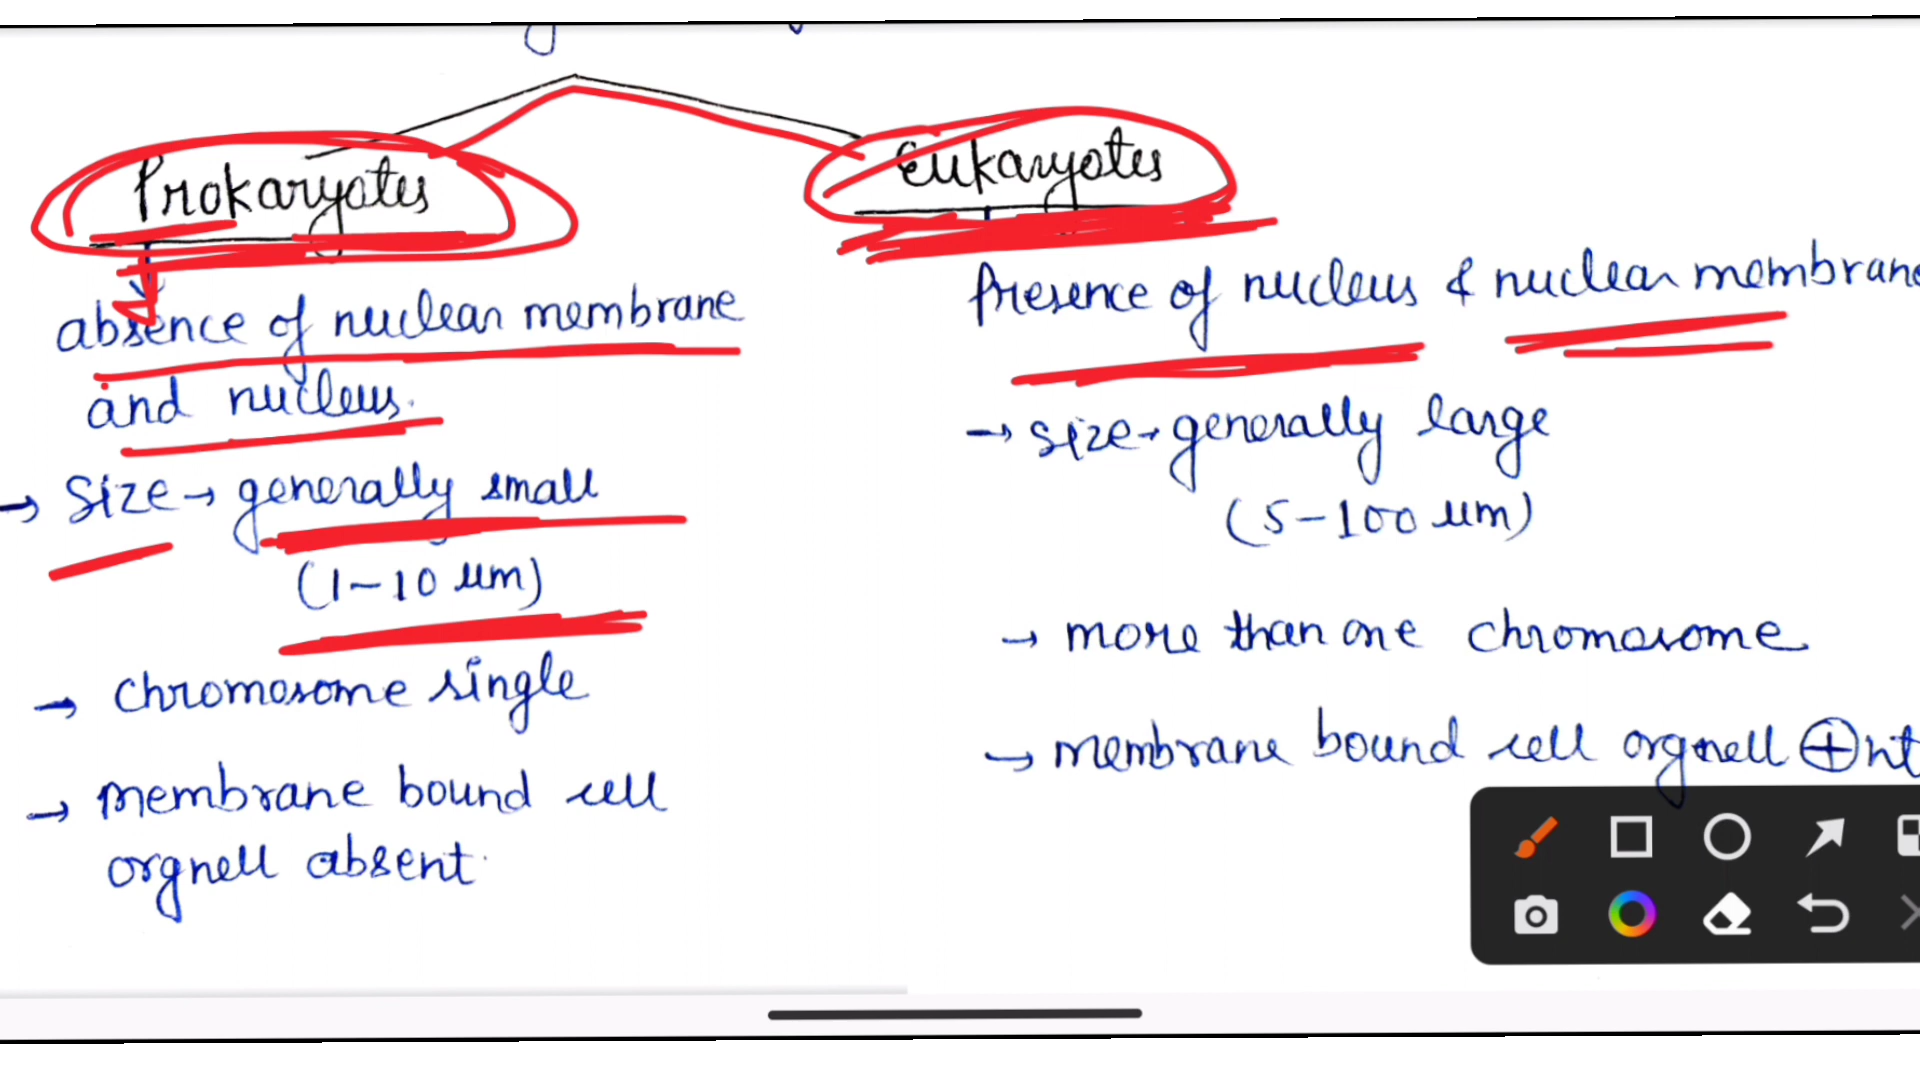 Prokaryotes
absence of nuclear membrane
and nucleus.
→ Size → generally small
(1-10 μm)
→ Chromosome single
→ membrane bound cell
orgnell absent
Eukaryotes
Presence of nucleus & nuclear membrane
→ size → generally large
(5-100 μm)
→ more than one chromosome
→ membrane bound cell orgnell ⊕nt